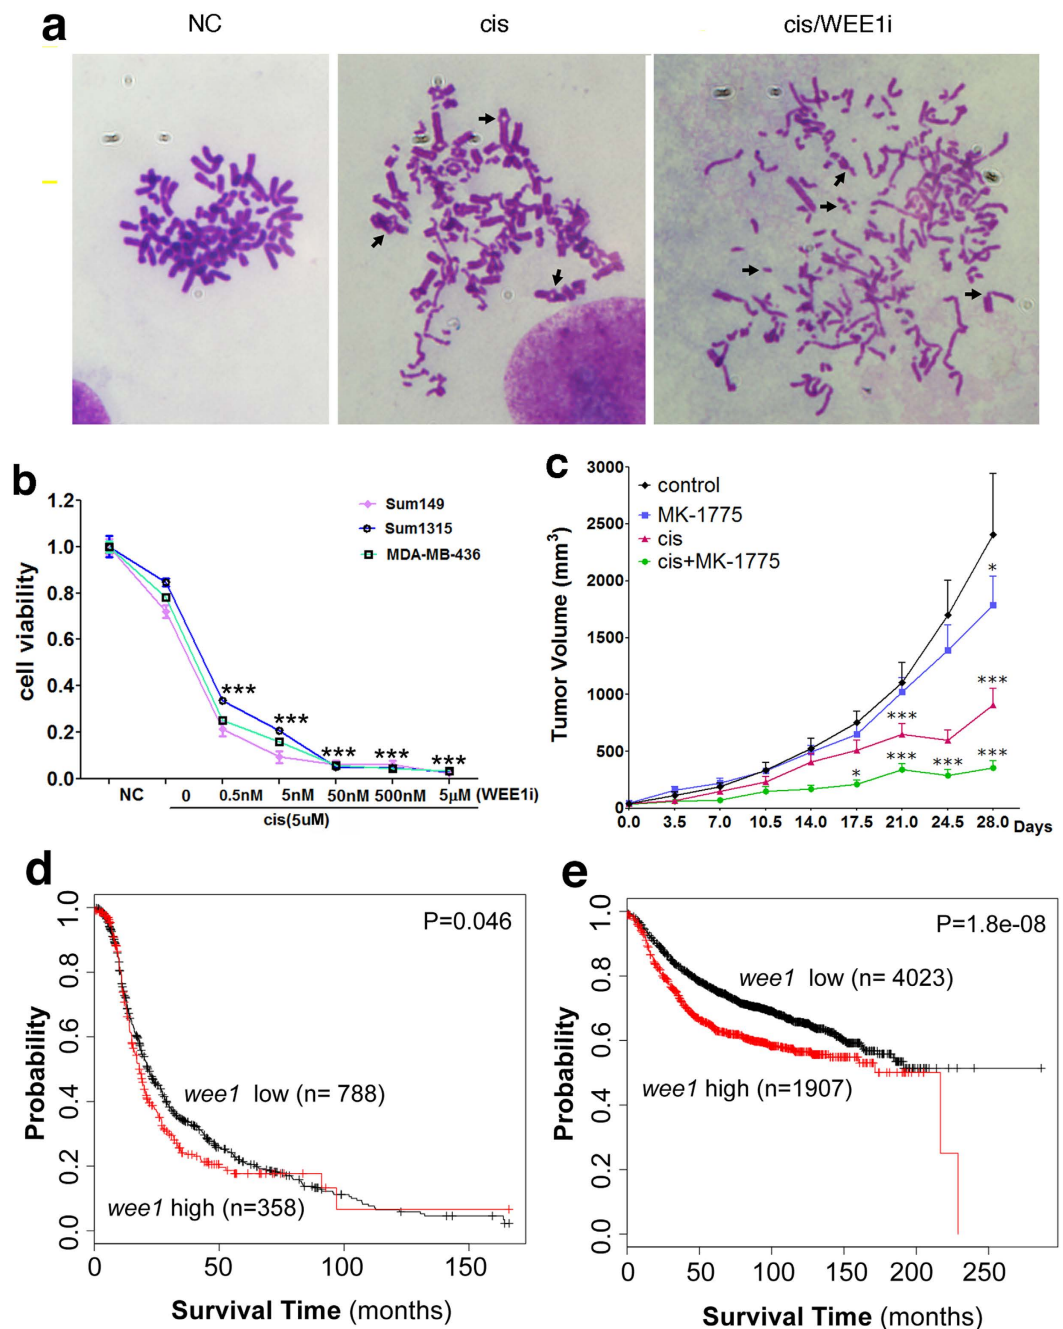 a
NC
cis
cis/WEE1i
b
1.2
1.0
0.8
0.6
0.4
0.2
0.0
cell viability
Sum149
Sum1315
MDA-MB-436
***
***
***
***
***
NC
0
0.5nM
5nM
50nM
500nM
5µM
(WEE1i)
cis(5uM)
c
3000
2500
2000
1500
1000
500
0
Tumor Volume (mm³)
control
MK-1775
cis
cis+MK-1775
*
***
***
*
***
***
***
0.0
3.5
7.0
10.5
14.0
17.5
21.0
24.5
28.0
Days
d
1.0
0.8
0.6
0.4
0.2
0.0
Probability
P=0.046
wee1 low (n= 788)
wee1 high (n=358)
0
50
100
150
Survival Time (months)
e
1.0
0.8
0.6
0.4
0.2
0.0
Probability
P=1.8e-08
wee1 low (n= 4023)
wee1 high (n=1907)
0
50
100
150
200
250
Survival Time (months)